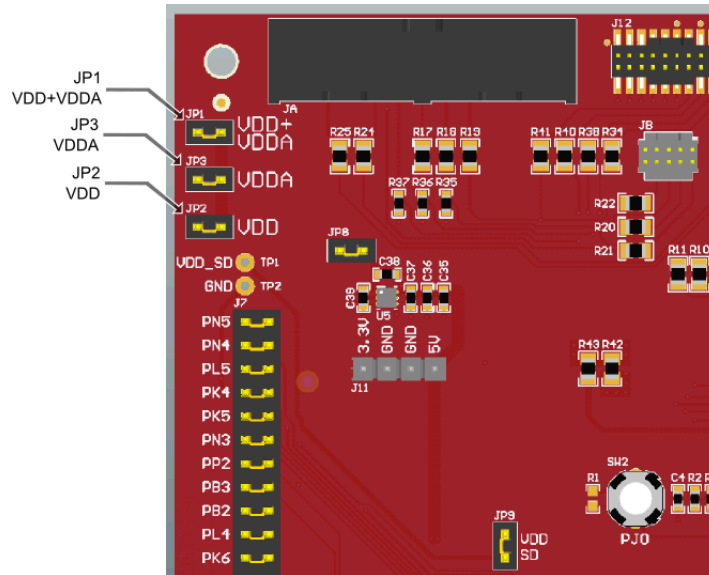 JP1
VDD+VDDA
JP3
VDDA
JP2
VDD
J12
JA
JP1
VDD+
VDDA
JP3
VDDA
JP2
VDD
R25 R24
R17 R18 R19
R41 R40 R38 R34
JB
R37 R36 R35
R22
R20
R21
R11 R10
JP8
VDD_SD TP1
GND TP2
C38
C39
C37 C36 C35
U5
J7
3.3V GND GND 5V
J11
PN5
PN4
PL5
PK4
PK5
PN3
PP2
PB3
PB2
PL4
PK6
R43 R42
SW2
R1
C4 R2
PJ0
JP9
VDD
SD